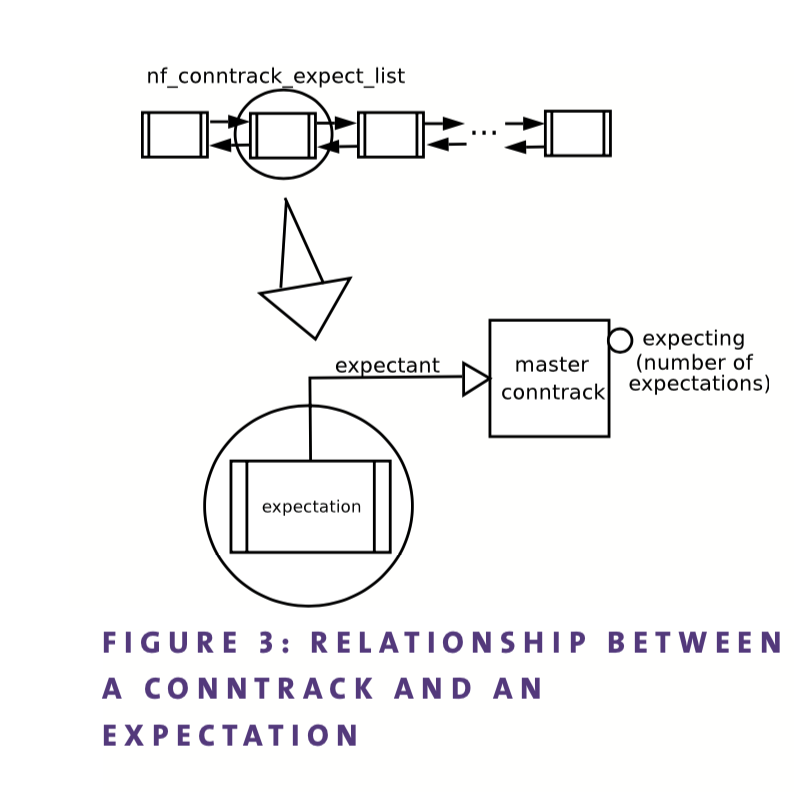 nf_conntrack_expect_list
...
expectant
master
conntrack
expecting
(number of
expectations)
expectation
FIGURE 3: RELATIONSHIP BETWEEN
A CONNTRACK AND AN
EXPECTATION